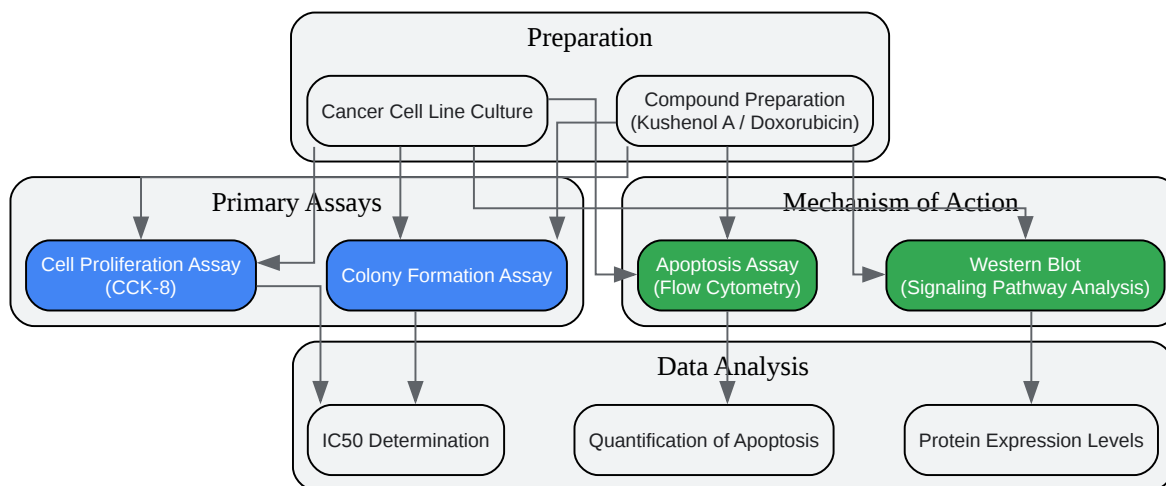 Preparation
Cancer Cell Line Culture
Compound Preparation
(Kushenol A / Doxorubicin)
Primary Assays
Cell Proliferation Assay
(CCK-8)
Colony Formation Assay
Mechanism of Action
Apoptosis Assay
(Flow Cytometry)
Western Blot
(Signaling Pathway Analysis)
Data Analysis
IC50 Determination
Quantification of Apoptosis
Protein Expression Levels